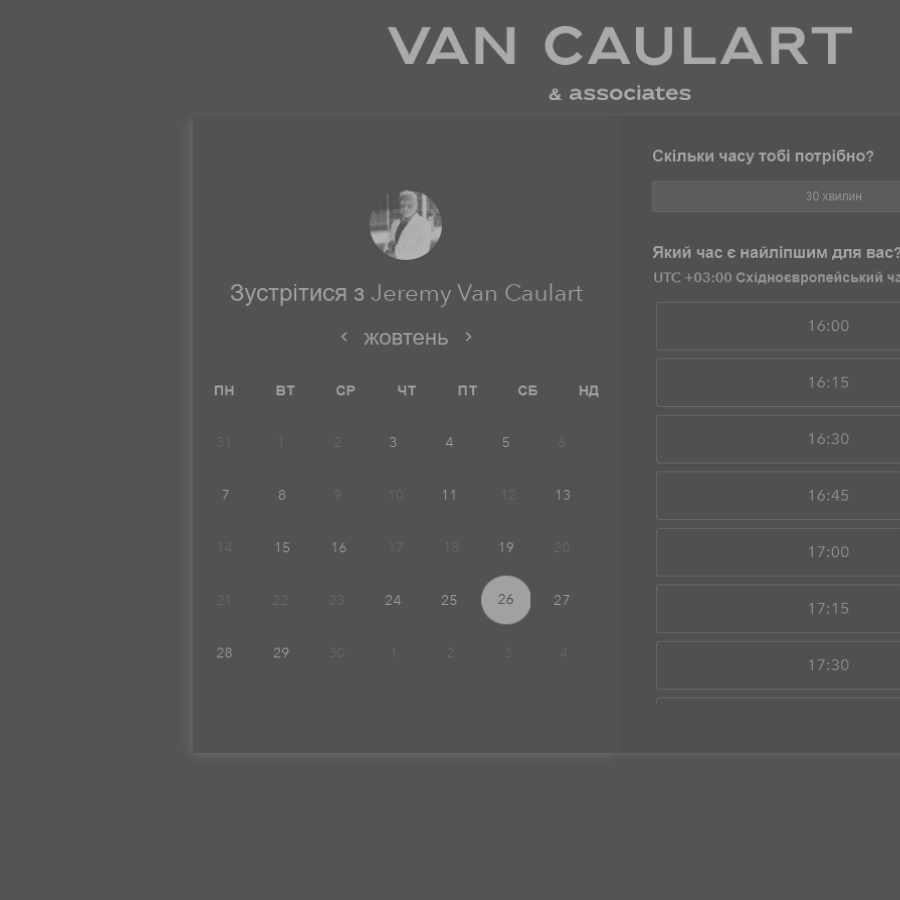 VAN CAULART
& associates
Зустрітися з Jeremy Van Caulart
жовтень
ПН ВТ СР ЧТ ПТ СБ НД
31 1 2 3 4 5 6
7 8 9 10 11 12 13
14 15 16 17 18 19 20
21 22 23 24 25 26 27
28 29 30 1 2 3 4
Скільки часу тобі потрібно?
30 хвилин
Який час є найліпшим для вас?
UTC +03:00 Східноєвропейський ча
16:00
16:15
16:30
16:45
17:00
17:15
17:30